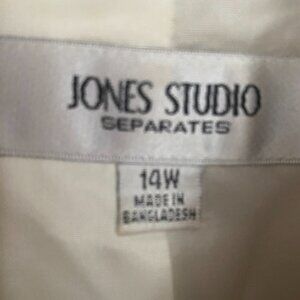 JONES STUDIO
SEPARATES
14W
MADE IN
BANGLADESH